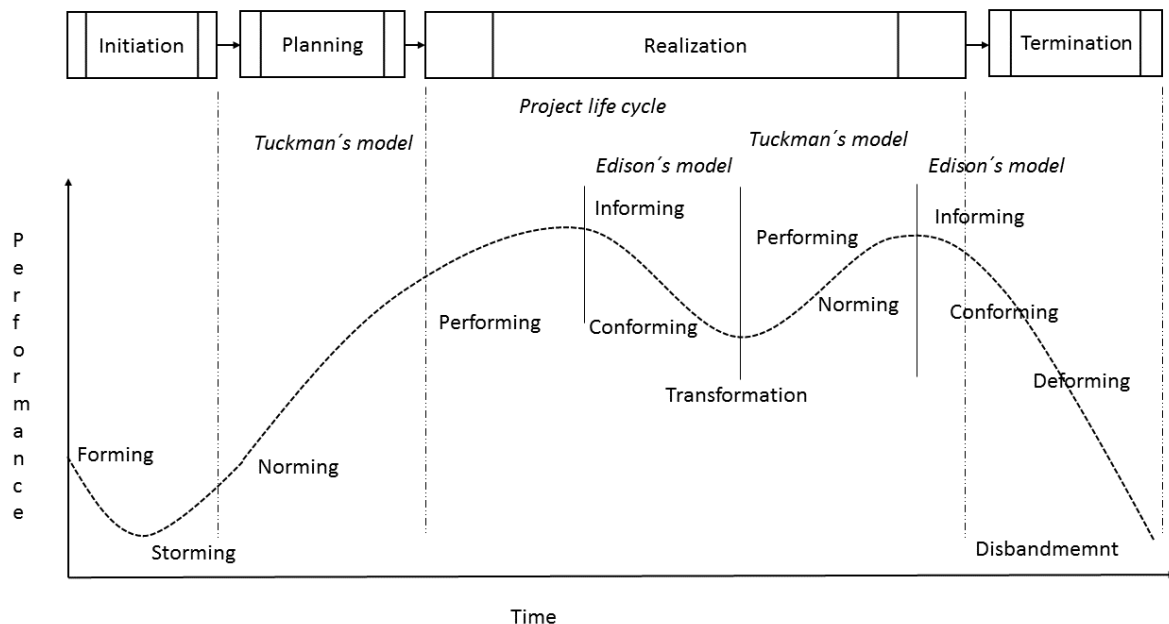 Initiation
Planning
Realization
Termination
Project life cycle
Tuckman´s model
Tuckman´s model
Edison´s model
Edison´s model
Informing
Informing
Performing
Performing
Norming
Conforming
Conforming
Transformation
Deforming
Forming
Norming
Storming
Disbandmemnt
Performance
Time